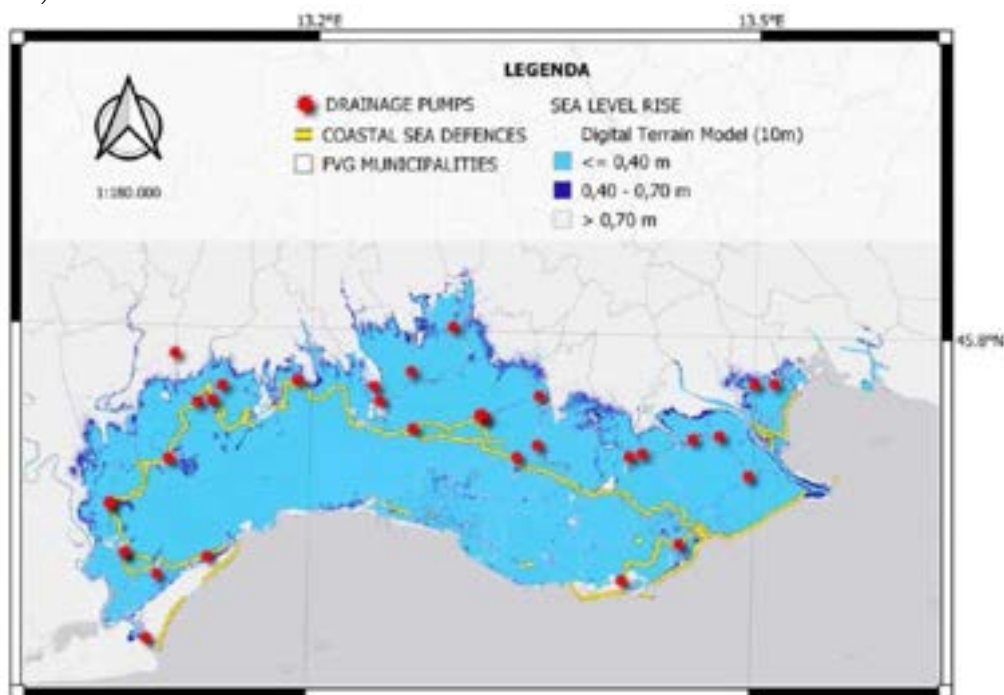 13.2°E
13.5°E
LEGENDA
DRAINAGE PUMPS
COASTAL SEA DEFENCES
FVG MUNICIPALITIES
1:180.000
SEA LEVEL RISE
Digital Terrain Model (10m)
<= 0,40 m
0,40 - 0,70 m
> 0,70 m
45.8°N